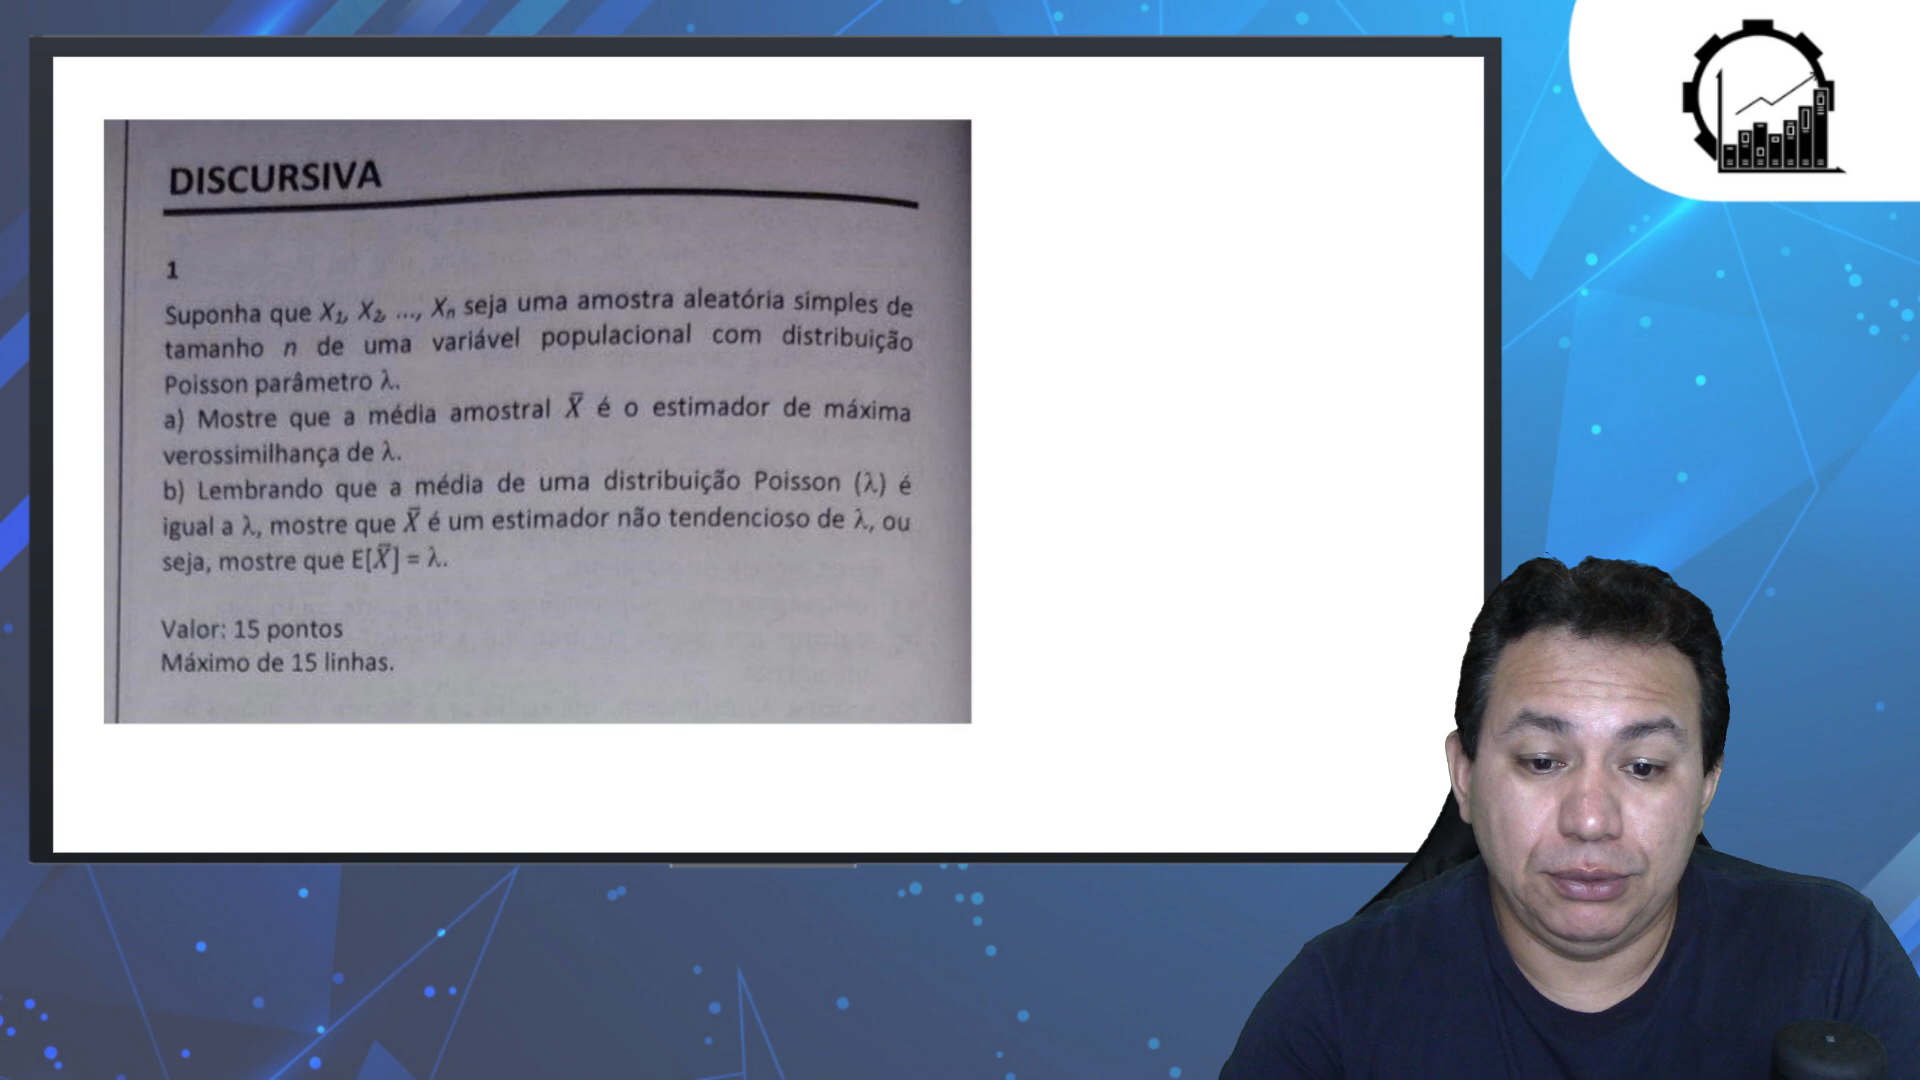 DISCURSIVA
1
Suponha que X₁, X₂, ..., Xₙ seja uma amostra aleatória simples de
tamanho n de uma variável populacional com distribuição
Poisson parâmetro λ.
a) Mostre que a média amostral X̅ é o estimador de máxima
verossimilhança de λ.
b) Lembrando que a média de uma distribuição Poisson (λ) é
igual a λ, mostre que X̅ é um estimador não tendencioso de λ, ou
seja, mostre que E[X̅] = λ.
Valor: 15 pontos
Máximo de 15 linhas.